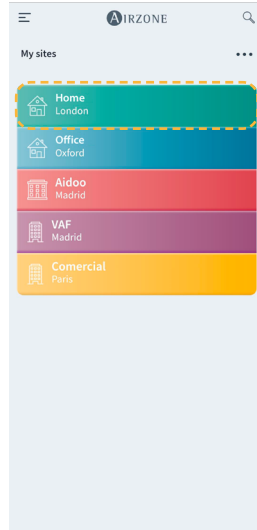 AIRZONE
My sites
Home
London
Office
Oxford
Aidoo
Madrid
VAF
Madrid
Comercial
Paris